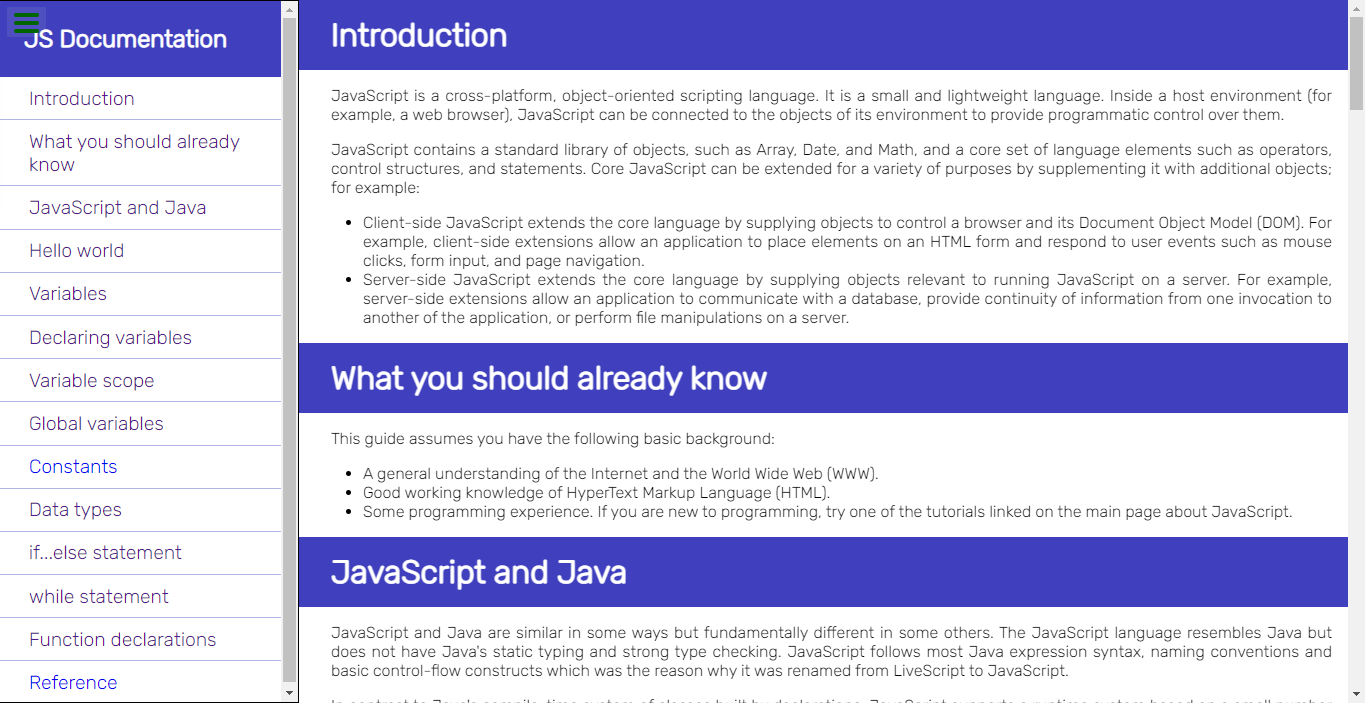 JS Documentation
Introduction
What you should already
know
JavaScript and Java
Hello world
Variables
Declaring variables
Variable scope
Global variables
Constants
Data types
if...else statement
while statement
Function declarations
Reference
Introduction
JavaScript is a cross-platform, object-oriented scripting language. It is a small and lightweight language. Inside a host environment (for
example, a web browser), JavaScript can be connected to the objects of its environment to provide programmatic control over them.
JavaScript contains a standard library of objects, such as Array, Date, and Math, and a core set of language elements such as operators,
control structures, and statements. Core JavaScript can be extended for a variety of purposes by supplementing it with additional objects;
for example:
• Client-side JavaScript extends the core language by supplying objects to control a browser and its Document Object Model (DOM). For
example, client-side extensions allow an application to place elements on an HTML form and respond to user events such as mouse
clicks, form input, and page navigation.
• Server-side JavaScript extends the core language by supplying objects relevant to running JavaScript on a server. For example,
server-side extensions allow an application to communicate with a database, provide continuity of information from one invocation to
another of the application, or perform file manipulations on a server.
What you should already know
This guide assumes you have the following basic background:
• A general understanding of the Internet and the World Wide Web (WWW).
• Good working knowledge of HyperText Markup Language (HTML).
• Some programming experience. If you are new to programming, try one of the tutorials linked on the main page about JavaScript.
JavaScript and Java
JavaScript and Java are similar in some ways but fundamentally different in some others. The JavaScript language resembles Java but
does not have Java's static typing and strong type checking. JavaScript follows most Java expression syntax, naming conventions and
basic control-flow constructs which was the reason why it was renamed from LiveScript to JavaScript.